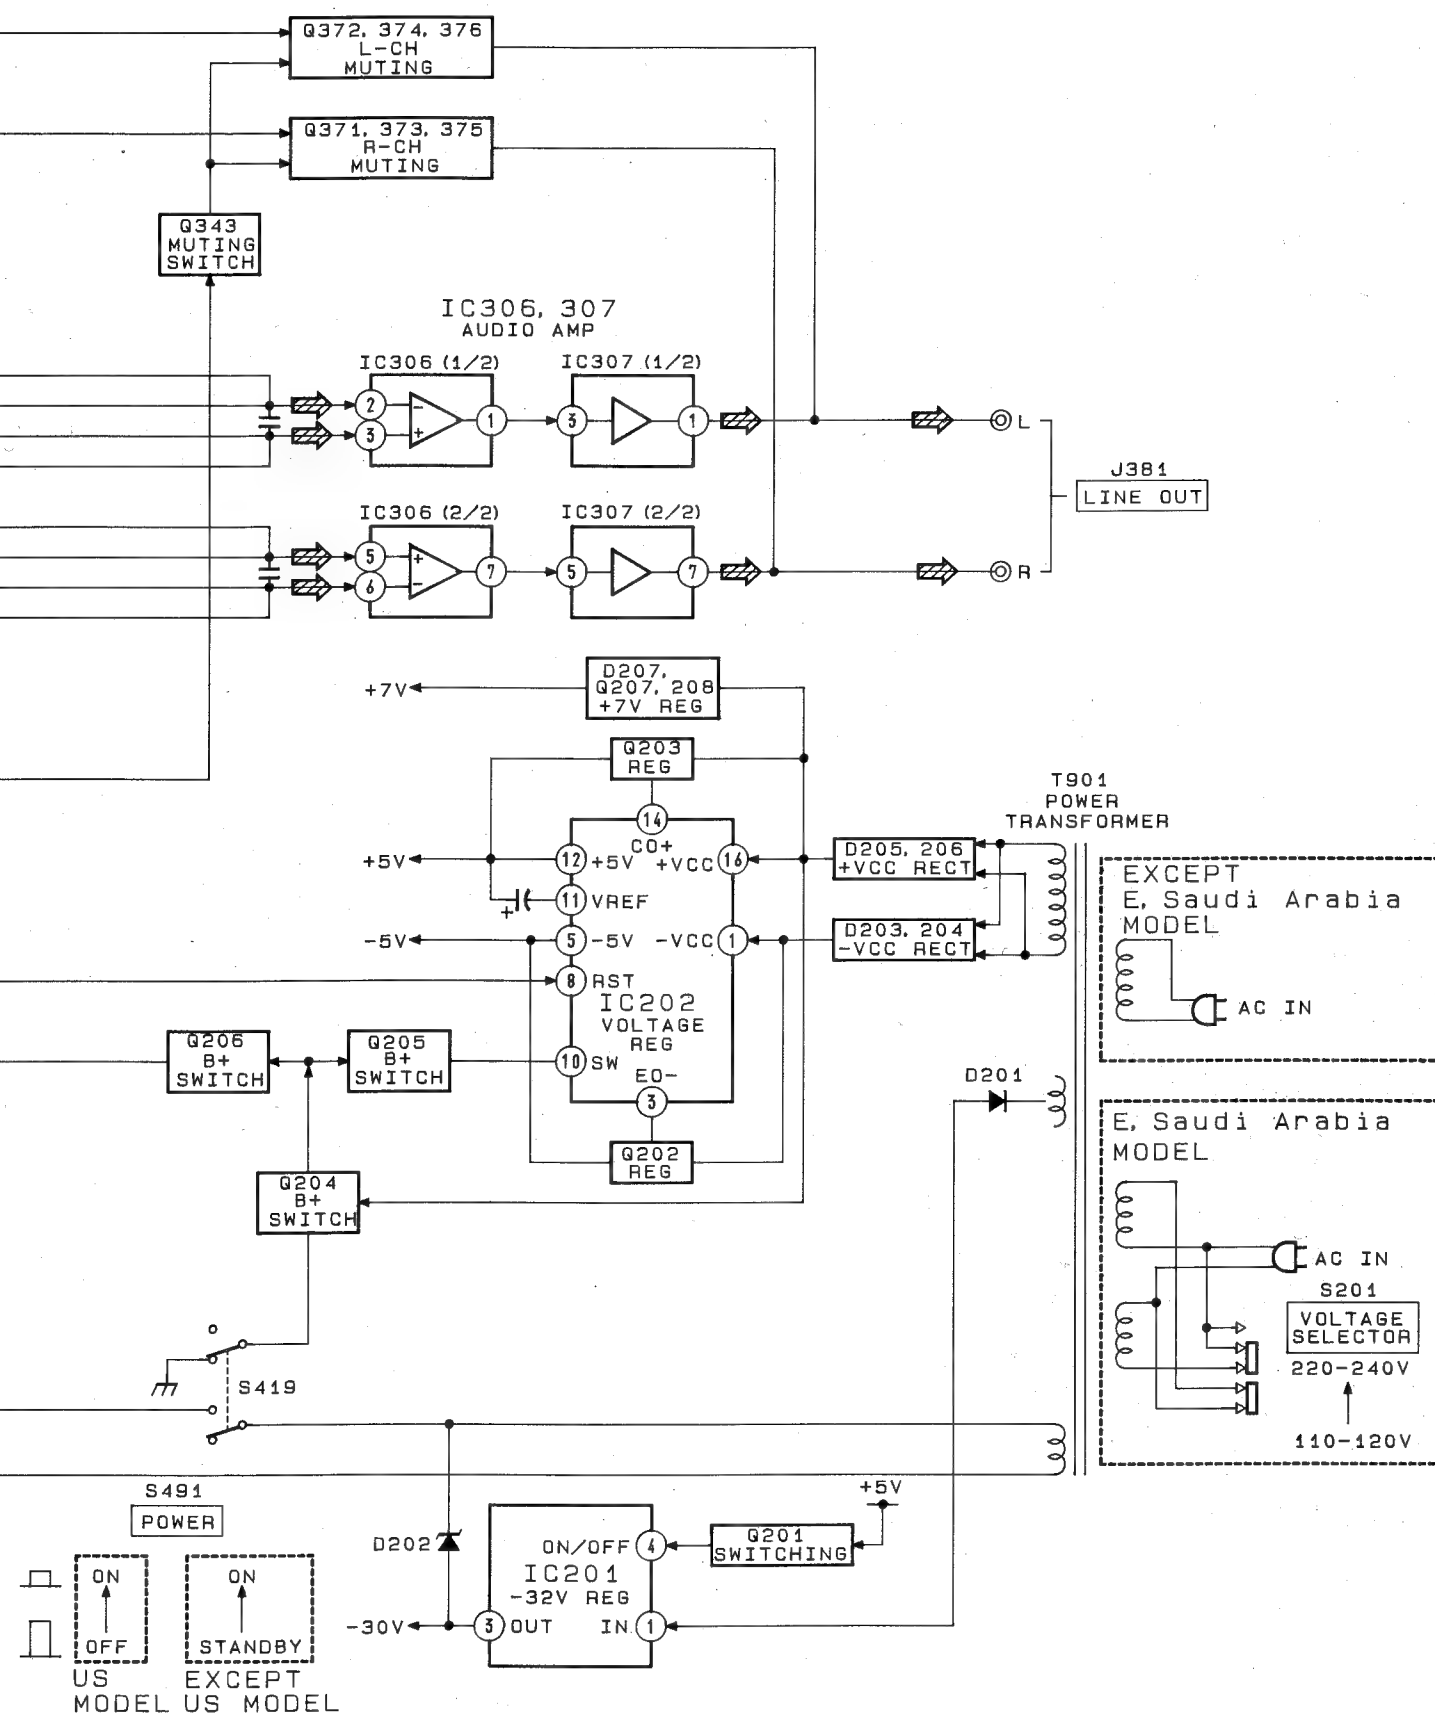 Q372, 374, 376
L-CH
MUTING
Q371, 373, 375
R-CH
MUTING
Q343
MUTING
SWITCH
IC306, 307
AUDIO AMP
IC306 (1/2)
IC307 (1/2)
2
3
1
3
1
L
J381
LINE OUT
IC306 (2/2)
IC307 (2/2)
5
6
7
5
7
R
D207,
Q207, 208
+7V REG
+7V
Q203
REG
T901
POWER
TRANSFORMER
14
CO+
+5V
12
+5V
+VCC
16
D205, 206
+VCC RECT
+
11
VREF
-5V
5
-5V
-VCC
1
D203, 204
-VCC RECT
8
RST
IC202
VOLTAGE
REG
10
SW
EO-
3
Q202
REG
Q206
B+
SWITCH
Q205
B+
SWITCH
Q204
B+
SWITCH
EXCEPT
E, Saudi Arabia
MODEL
AC IN
D201
E, Saudi Arabia
MODEL
AC IN
S201
VOLTAGE
SELECTOR
220-240V
110-120V
S419
S491
POWER
ON
OFF
US
MODEL
ON
STANDBY
EXCEPT
US MODEL
D202
-30V
+5V
ON/OFF
4
Q201
SWITCHING
IC201
-32V REG
3
OUT
IN
1